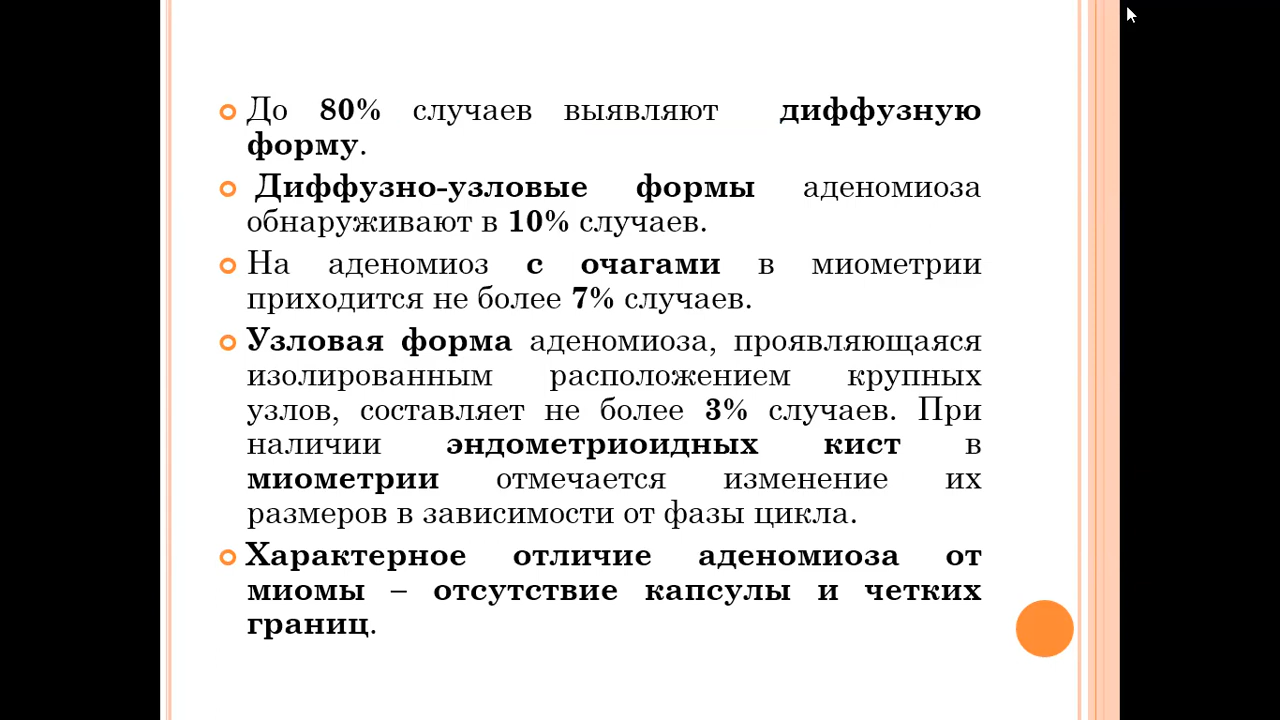 До 80% случаев выявляют диффузную
форму.
Диффузно-узловые формы аденомиоза
обнаруживают в 10% случаев.
На аденомиоз с очагами в миометрии
приходится не более 7% случаев.
Узловая форма аденомиоза, проявляющаяся
изолированным расположением крупных
узлов, составляет не более 3% случаев. При
наличии эндометриоидных кист в
миометрии отмечается изменение их
размеров в зависимости от фазы цикла.
Характерное отличие аденомиоза от
миомы – отсутствие капсулы и четких
границ.